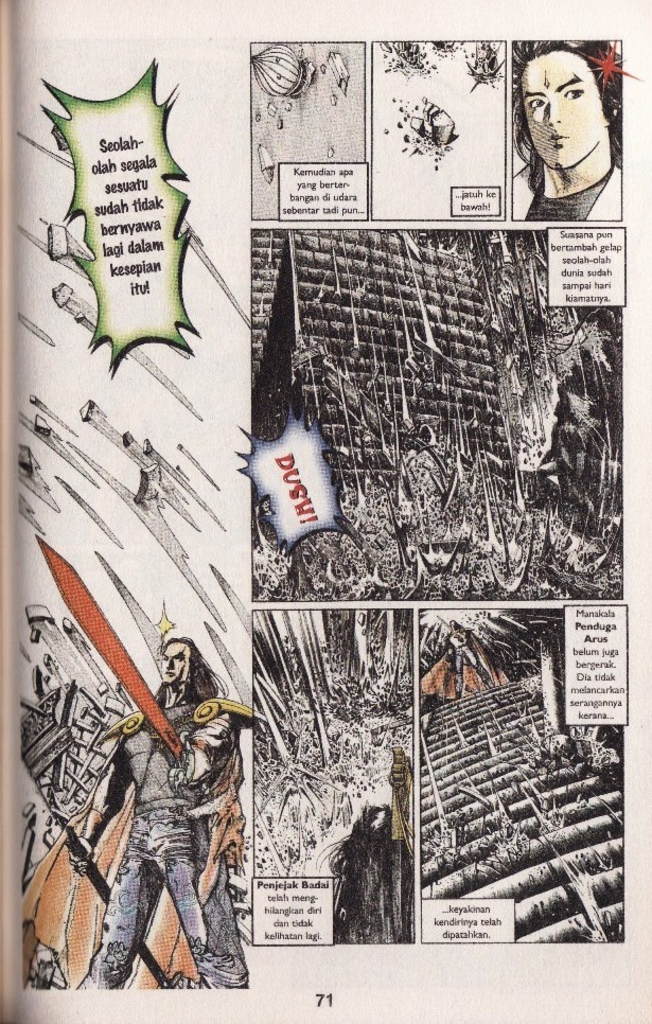 Seolah-
olah segala
sesuatu
sudah tidak
bernyawa
lagi dalam
kesepian
itu!
Kemudian apa
yang berter-
bangan di udara
sebentar tadi pun...
...jatuh ke
bawah!
Suasana pun
bertambah gelap
seolah-olah
dunia sudah
sampai hari
kiamatnya.
DUSH!
Penjejak Badai
telah meng-
hilangkan diri
dan tidak
kelihatan lagi.
Manakala
Penduga
Arus
belum juga
bergerak.
Dia tidak
melancarkan
serangannya
kerana...
...keyakinan
kendirinya telah
dipatahkan.
71